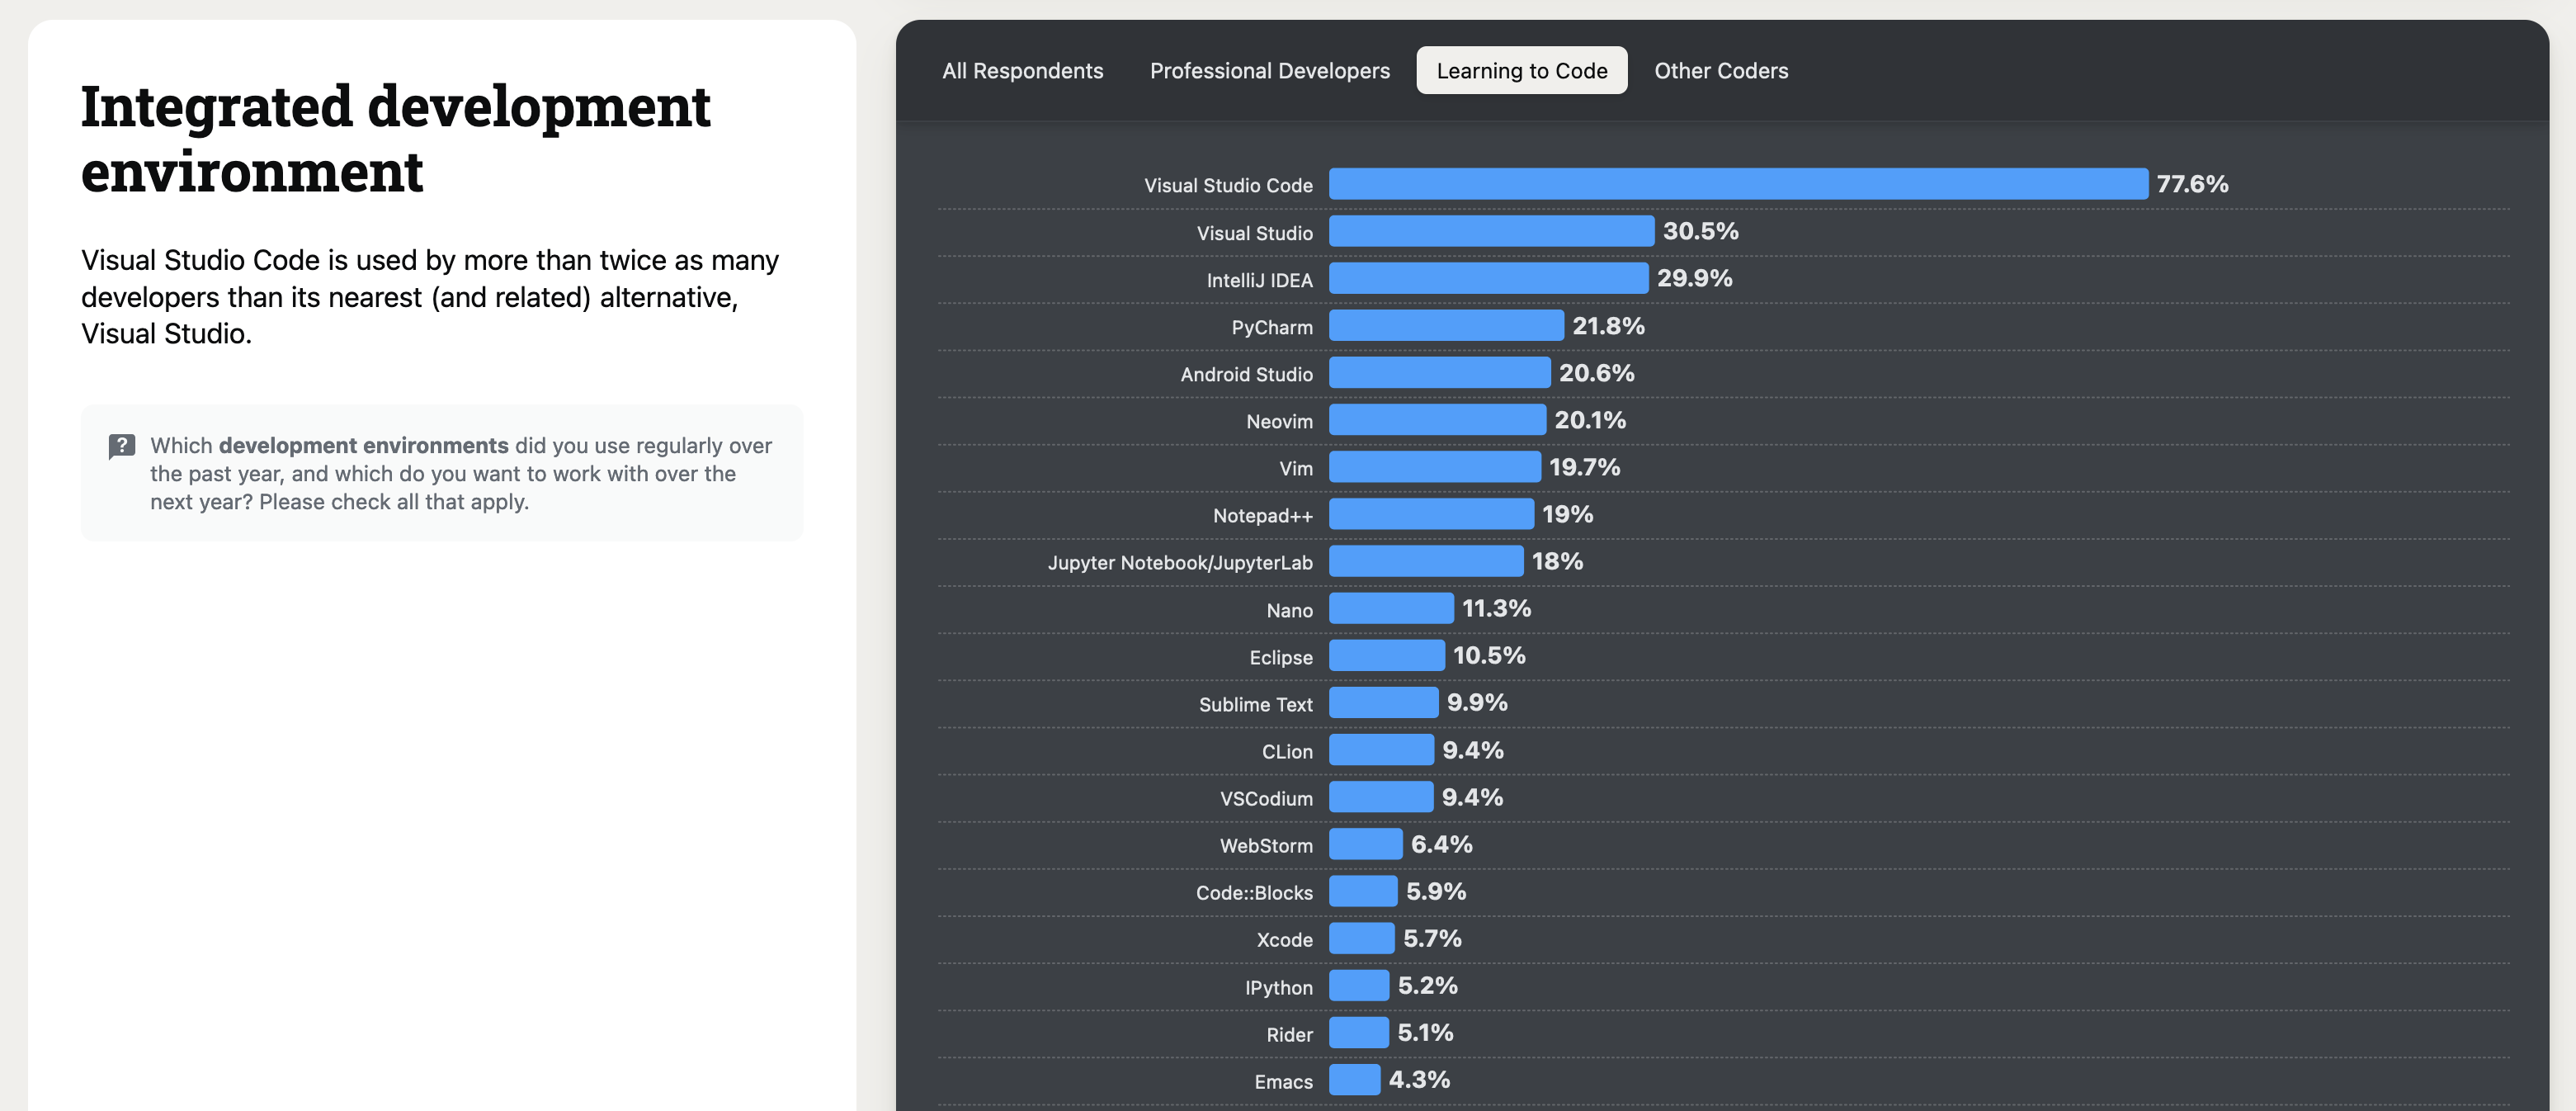 Integrated development
environment
Visual Studio Code is used by more than twice as many
developers than its nearest (and related) alternative,
Visual Studio.
Which development environments did you use regularly over
the past year, and which do you want to work with over the
next year? Please check all that apply.
All Respondents Professional Developers Learning to Code Other Coders
Visual Studio Code 77.6%
Visual Studio 30.5%
IntelliJ IDEA 29.9%
PyCharm 21.8%
Android Studio 20.6%
Neovim 20.1%
Vim 19.7%
Notepad++ 19%
Jupyter Notebook/JupyterLab 18%
Nano 11.3%
Eclipse 10.5%
Sublime Text 9.9%
CLion 9.4%
VSCodium 9.4%
WebStorm 6.4%
Code::Blocks 5.9%
Xcode 5.7%
IPython 5.2%
Rider 5.1%
Emacs 4.3%